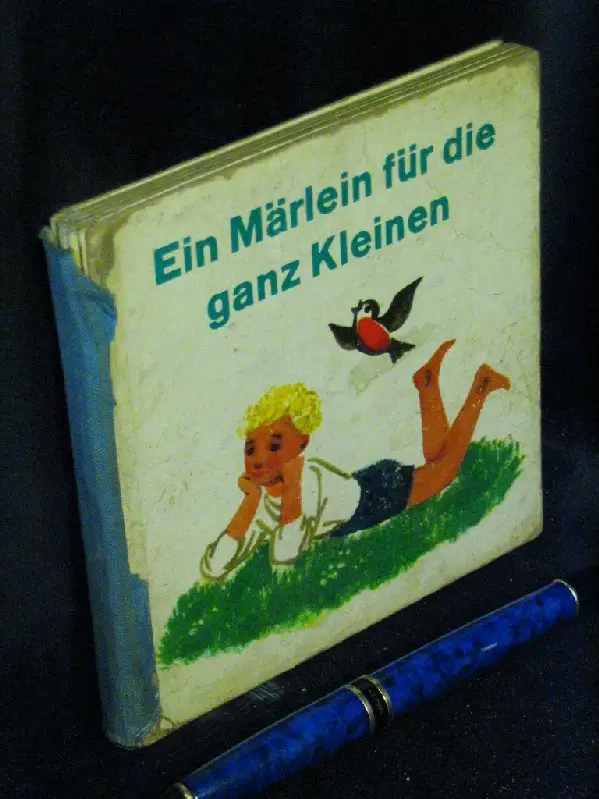 Ein Märlein für die
ganz Kleinen